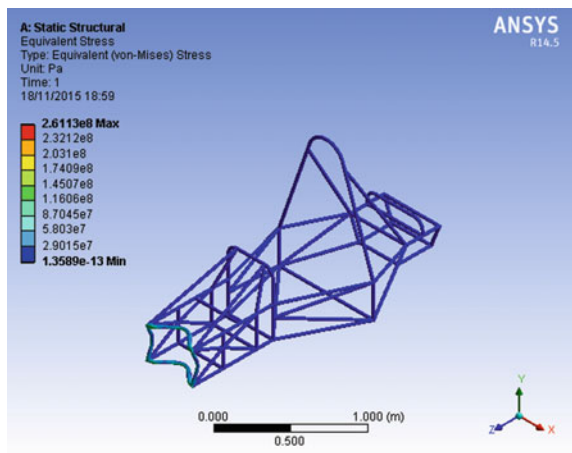 A: Static Structural
Equivalent Stress
Type: Equivalent (von-Mises) Stress
Unit: Pa
Time: 1
18/11/2015 18:59
ANSYS
R14.5
2.6113e8 Max
2.3212e8
2.031e8
1.7409e8
1.4507e8
1.1606e8
8.7045e7
5.803e7
2.9015e7
1.3589e-13 Min
0.000
1.000 (m)
0.500
Y
Z
X